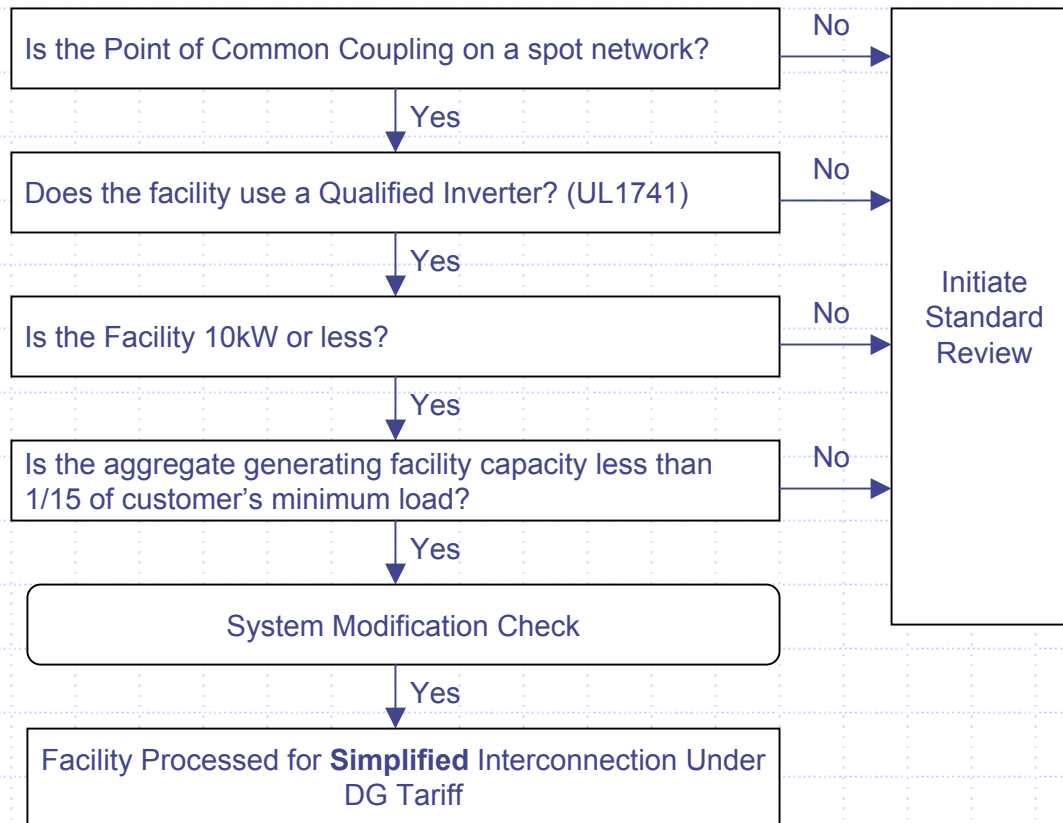 Is the Point of Common Coupling on a spot network?
No
Yes
Does the facility use a Qualified Inverter? (UL1741)
No
Yes
Is the Facility 10kW or less?
No
Initiate
Standard
Review
Yes
Is the aggregate generating facility capacity less than
1/15 of customer’s minimum load?
No
Yes
System Modification Check
Yes
Facility Processed for Simplified Interconnection Under
DG Tariff